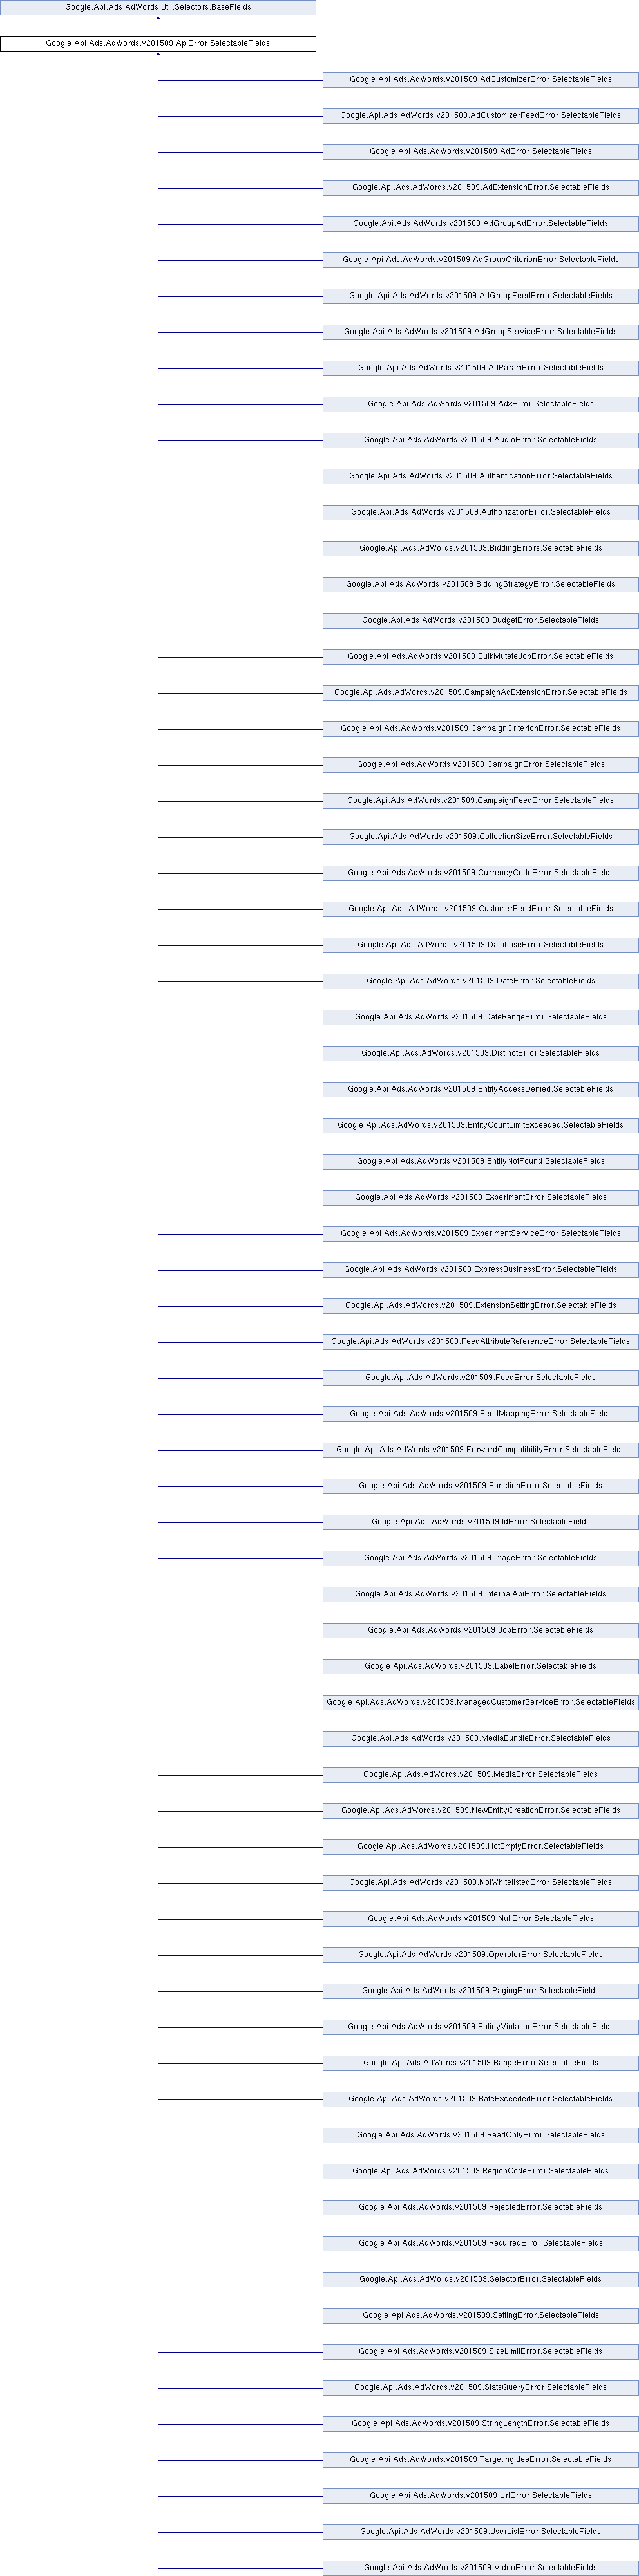 Google.Api.Ads.AdWords.Util.Selectors.BaseFields
Google.Api.Ads.AdWords.v201509.ApiError.SelectableFields
Google.Api.Ads.AdWords.v201509.AdCustomizerError.SelectableFields
Google.Api.Ads.AdWords.v201509.AdCustomizerFeedError.SelectableFields
Google.Api.Ads.AdWords.v201509.AdError.SelectableFields
Google.Api.Ads.AdWords.v201509.AdExtensionError.SelectableFields
Google.Api.Ads.AdWords.v201509.AdGroupAdError.SelectableFields
Google.Api.Ads.AdWords.v201509.AdGroupCriterionError.SelectableFields
Google.Api.Ads.AdWords.v201509.AdGroupFeedError.SelectableFields
Google.Api.Ads.AdWords.v201509.AdGroupServiceError.SelectableFields
Google.Api.Ads.AdWords.v201509.AdParamError.SelectableFields
Google.Api.Ads.AdWords.v201509.AdxError.SelectableFields
Google.Api.Ads.AdWords.v201509.AudioError.SelectableFields
Google.Api.Ads.AdWords.v201509.AuthenticationError.SelectableFields
Google.Api.Ads.AdWords.v201509.AuthorizationError.SelectableFields
Google.Api.Ads.AdWords.v201509.BiddingErrors.SelectableFields
Google.Api.Ads.AdWords.v201509.BiddingStrategyError.SelectableFields
Google.Api.Ads.AdWords.v201509.BudgetError.SelectableFields
Google.Api.Ads.AdWords.v201509.BulkMutateJobError.SelectableFields
Google.Api.Ads.AdWords.v201509.CampaignAdExtensionError.SelectableFields
Google.Api.Ads.AdWords.v201509.CampaignCriterionError.SelectableFields
Google.Api.Ads.AdWords.v201509.CampaignError.SelectableFields
Google.Api.Ads.AdWords.v201509.CampaignFeedError.SelectableFields
Google.Api.Ads.AdWords.v201509.CollectionSizeError.SelectableFields
Google.Api.Ads.AdWords.v201509.CurrencyCodeError.SelectableFields
Google.Api.Ads.AdWords.v201509.CustomerFeedError.SelectableFields
Google.Api.Ads.AdWords.v201509.DatabaseError.SelectableFields
Google.Api.Ads.AdWords.v201509.DateError.SelectableFields
Google.Api.Ads.AdWords.v201509.DateRangeError.SelectableFields
Google.Api.Ads.AdWords.v201509.DistinctError.SelectableFields
Google.Api.Ads.AdWords.v201509.EntityAccessDenied.SelectableFields
Google.Api.Ads.AdWords.v201509.EntityCountLimitExceeded.SelectableFields
Google.Api.Ads.AdWords.v201509.EntityNotFound.SelectableFields
Google.Api.Ads.AdWords.v201509.ExperimentError.SelectableFields
Google.Api.Ads.AdWords.v201509.ExperimentServiceError.SelectableFields
Google.Api.Ads.AdWords.v201509.ExpressBusinessError.SelectableFields
Google.Api.Ads.AdWords.v201509.ExtensionSettingError.SelectableFields
Google.Api.Ads.AdWords.v201509.FeedAttributeReferenceError.SelectableFields
Google.Api.Ads.AdWords.v201509.FeedError.SelectableFields
Google.Api.Ads.AdWords.v201509.FeedMappingError.SelectableFields
Google.Api.Ads.AdWords.v201509.ForwardCompatibilityError.SelectableFields
Google.Api.Ads.AdWords.v201509.FunctionError.SelectableFields
Google.Api.Ads.AdWords.v201509.IdError.SelectableFields
Google.Api.Ads.AdWords.v201509.ImageError.SelectableFields
Google.Api.Ads.AdWords.v201509.InternalApiError.SelectableFields
Google.Api.Ads.AdWords.v201509.JobError.SelectableFields
Google.Api.Ads.AdWords.v201509.LabelError.SelectableFields
Google.Api.Ads.AdWords.v201509.ManagedCustomerServiceError.SelectableFields
Google.Api.Ads.AdWords.v201509.MediaBundleError.SelectableFields
Google.Api.Ads.AdWords.v201509.MediaError.SelectableFields
Google.Api.Ads.AdWords.v201509.NewEntityCreationError.SelectableFields
Google.Api.Ads.AdWords.v201509.NotEmptyError.SelectableFields
Google.Api.Ads.AdWords.v201509.NotWhitelistedError.SelectableFields
Google.Api.Ads.AdWords.v201509.NullError.SelectableFields
Google.Api.Ads.AdWords.v201509.OperatorError.SelectableFields
Google.Api.Ads.AdWords.v201509.PagingError.SelectableFields
Google.Api.Ads.AdWords.v201509.PolicyViolationError.SelectableFields
Google.Api.Ads.AdWords.v201509.RangeError.SelectableFields
Google.Api.Ads.AdWords.v201509.RateExceededError.SelectableFields
Google.Api.Ads.AdWords.v201509.ReadOnlyError.SelectableFields
Google.Api.Ads.AdWords.v201509.RegionCodeError.SelectableFields
Google.Api.Ads.AdWords.v201509.RejectedError.SelectableFields
Google.Api.Ads.AdWords.v201509.RequiredError.SelectableFields
Google.Api.Ads.AdWords.v201509.SelectorError.SelectableFields
Google.Api.Ads.AdWords.v201509.SettingError.SelectableFields
Google.Api.Ads.AdWords.v201509.SizeLimitError.SelectableFields
Google.Api.Ads.AdWords.v201509.StatsQueryError.SelectableFields
Google.Api.Ads.AdWords.v201509.StringLengthError.SelectableFields
Google.Api.Ads.AdWords.v201509.TargetingIdeaError.SelectableFields
Google.Api.Ads.AdWords.v201509.UrlError.SelectableFields
Google.Api.Ads.AdWords.v201509.UserListError.SelectableFields
Google.Api.Ads.AdWords.v201509.VideoError.SelectableFields